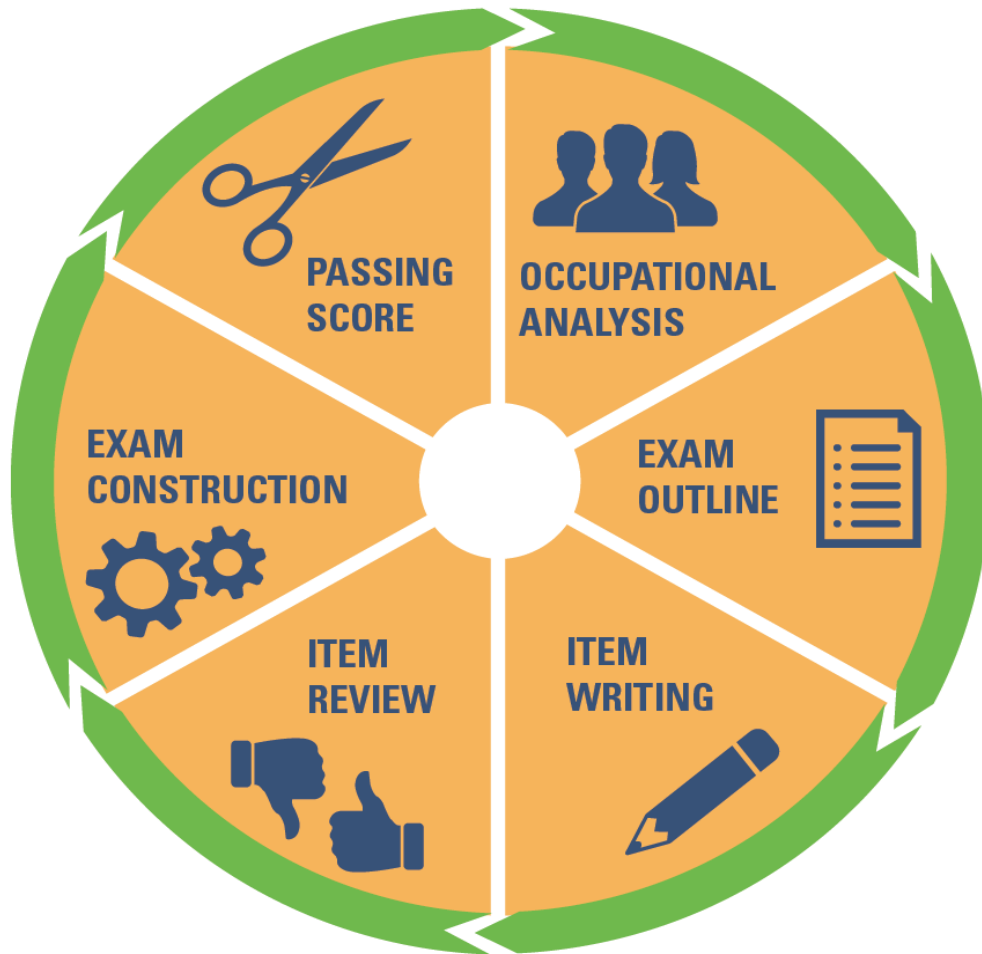 OCCUPATIONAL
ANALYSIS
EXAM
OUTLINE
ITEM
WRITING
ITEM
REVIEW
EXAM
CONSTRUCTION
PASSING
SCORE